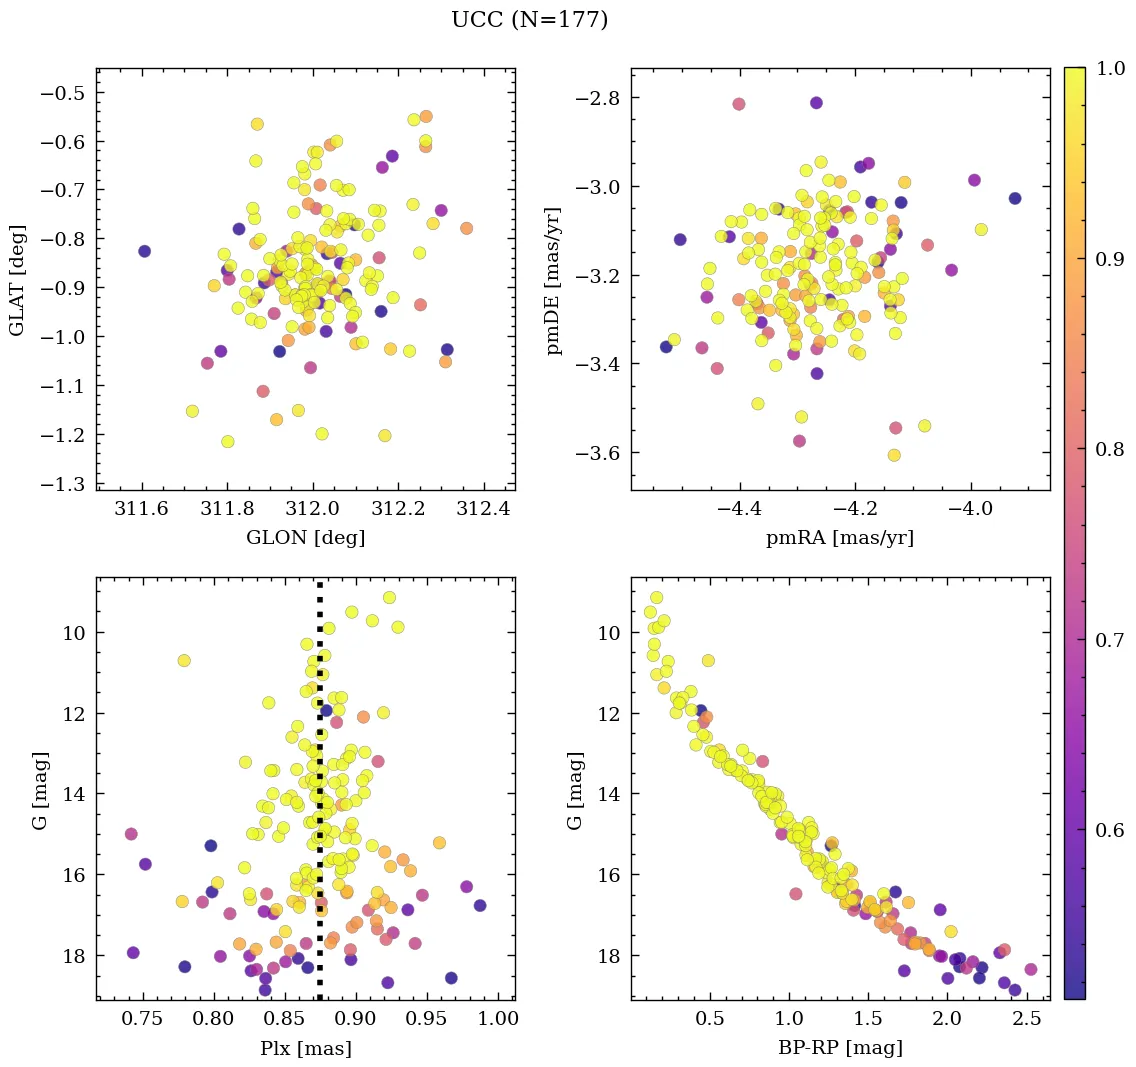 UCC (N=177)
−0.5
−0.6
−0.7
−0.8
−0.9
−1.0
−1.1
−1.2
−1.3
GLAT [deg]
311.6 311.8 312.0 312.2 312.4
GLON [deg]
−2.8
−3.0
−3.2
−3.4
−3.6
pmDE [mas/yr]
−4.4 −4.2 −4.0
pmRA [mas/yr]
1.0
0.9
0.8
0.7
0.6
10
12
14
16
18
G [mag]
0.75 0.80 0.85 0.90 0.95 1.00
Plx [mas]
10
12
14
16
18
G [mag]
0.5 1.0 1.5 2.0 2.5
BP-RP [mag]